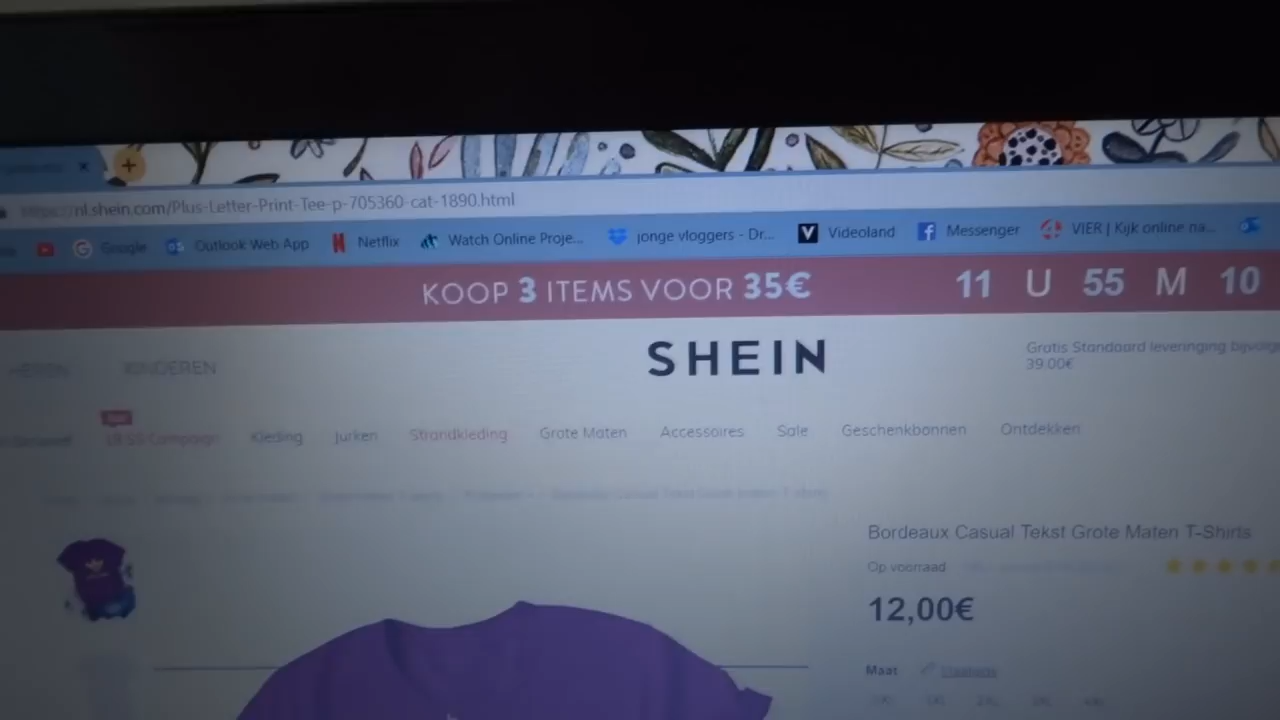 nl.shein.com/Plus-Letter-Print-Tee-p-705360-cat-1890.html
Google Outlook Web App Netflix Watch Online Proje... jonge vloggers - Dr... Videoland Messenger VIER | Kijk online na...
KOOP 3 ITEMS VOOR 35€ 11 U 55 M 10
KINDEREN SHEIN Gratis Standaard levering
39.00€
Kleding Jurken Strandkleding Grote Maten Accessoires Sale Geschenkbonnen Ontdekken
Bordeaux Casual Tekst Grote Maten T-Shirts
Op voorraad
12,00€
Maat